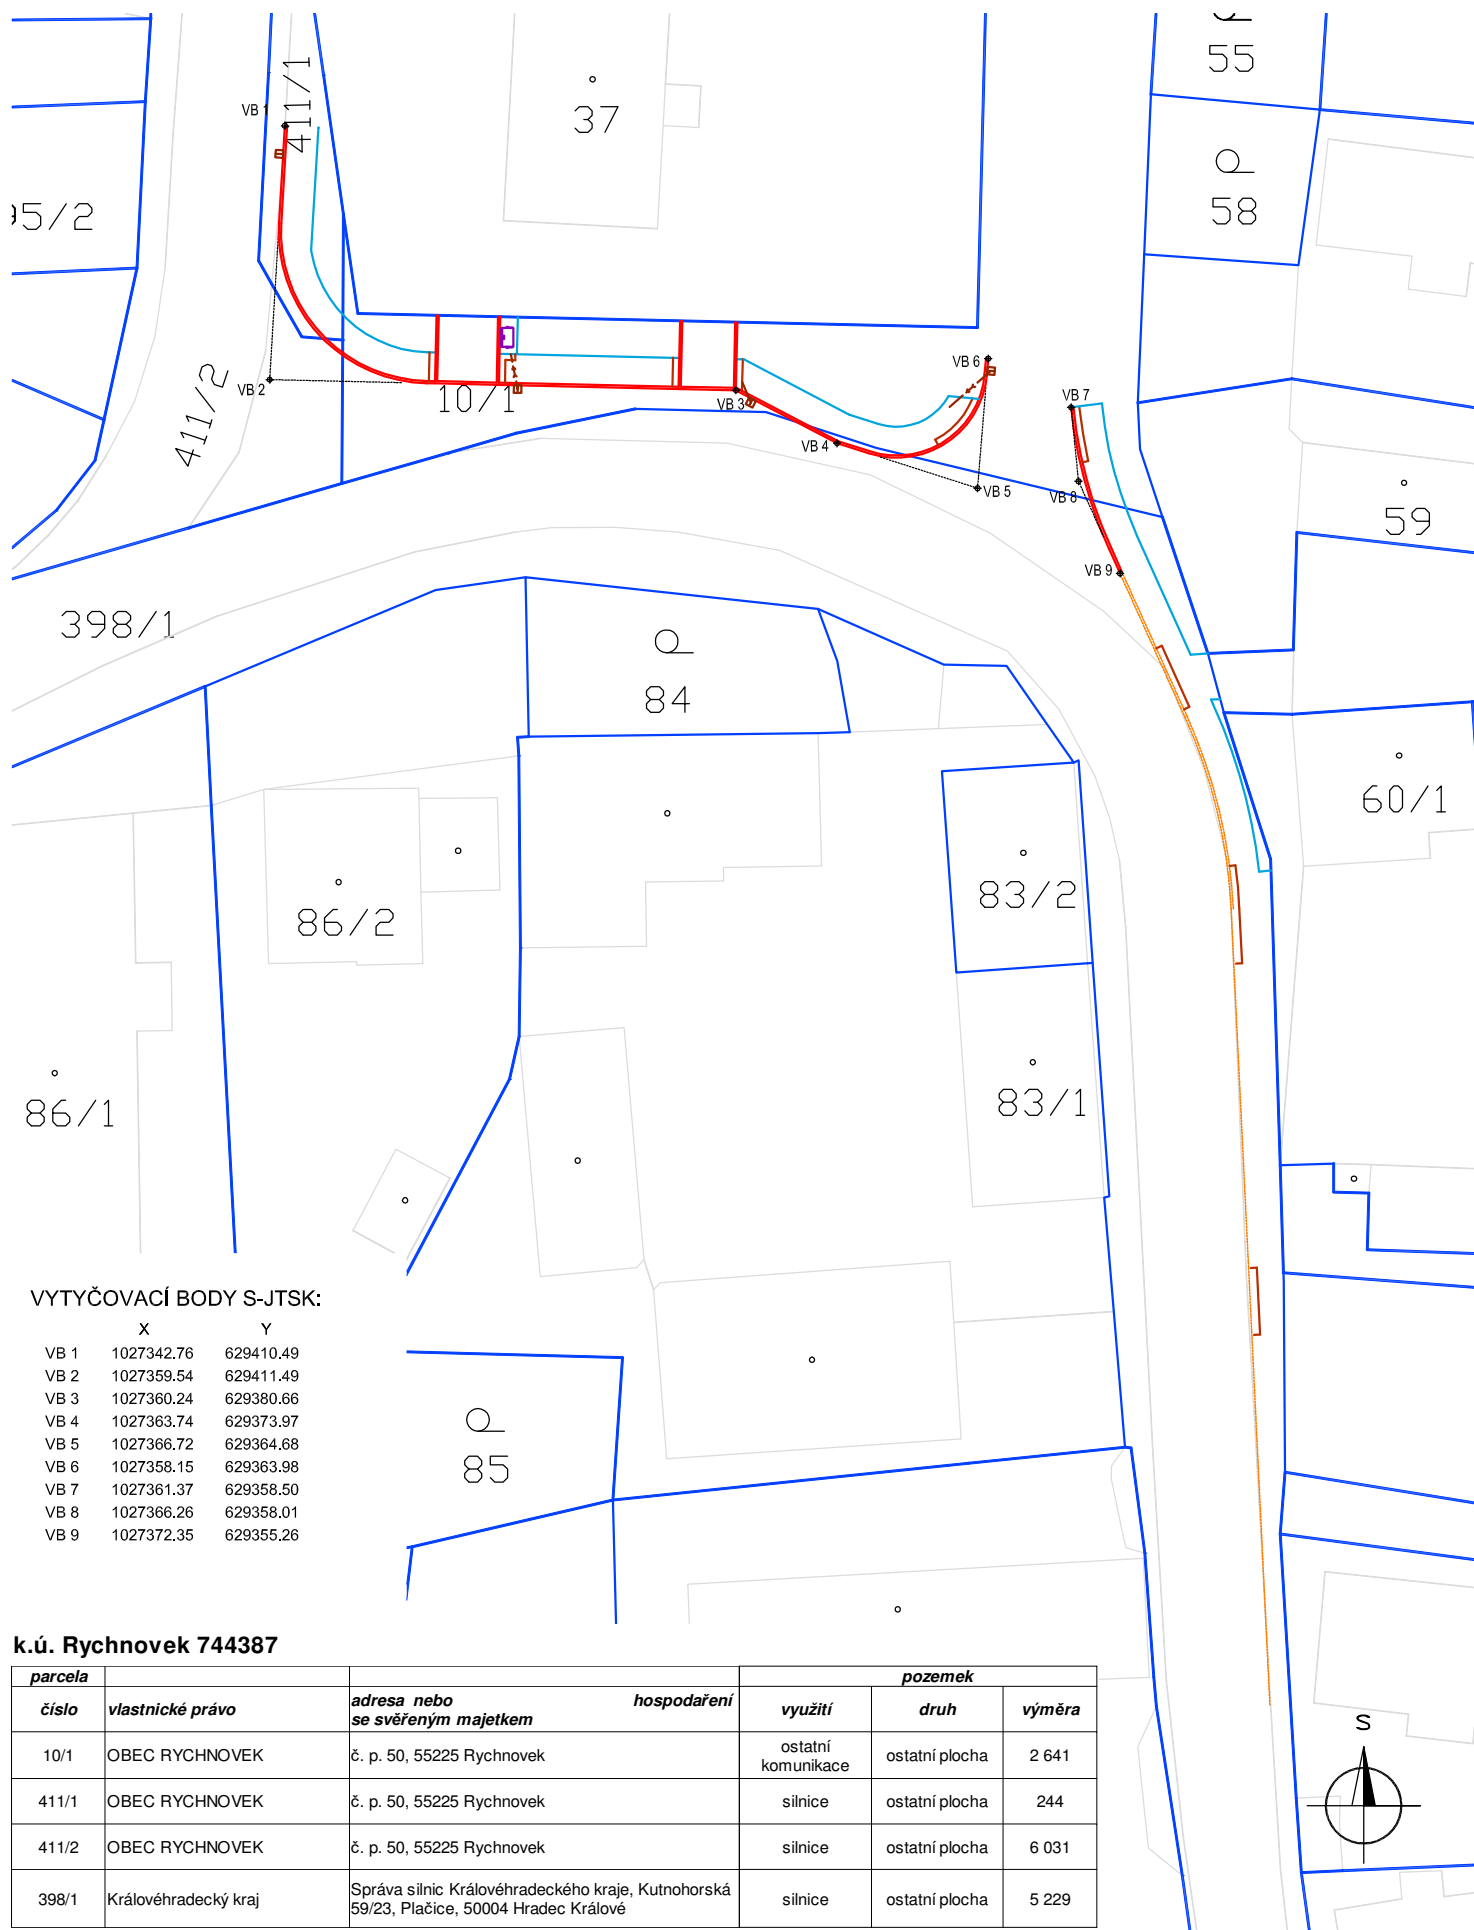 55
VB 1
411/1
37
95/2
58
VB 6
VB 7
VB 2
411/2
10/1
VB 3
VB 4
VB 5
VB 8
59
VB 9
398/1
84
60/1
83/2
86/2
83/1
86/1
VYTYČOVACÍ BODY S-JTSK:
X Y
VB 1 1027342.76 629410.49
VB 2 1027359.54 629411.49
VB 3 1027360.24 629380.66
VB 4 1027363.74 629373.97
VB 5 1027366.72 629364.68
VB 6 1027358.15 629363.98
VB 7 1027361.37 629358.50
VB 8 1027366.26 629358.01
VB 9 1027372.35 629355.26
85
k.ú. Rychnovek 744387
parcela pozemek
číslo vlastnické právo adresa nebo hospodaření se svěřeným majetkem využití druh výměra
10/1 OBEC RYCHNOVEK č. p. 50, 55225 Rychnovek ostatní komunikace ostatní plocha 2 641
411/1 OBEC RYCHNOVEK č. p. 50, 55225 Rychnovek silnice ostatní plocha 244
411/2 OBEC RYCHNOVEK č. p. 50, 55225 Rychnovek silnice ostatní plocha 6 031
398/1 Královéhradecký kraj Správa silnic Královéhradeckého kraje, Kutnohorská 59/23, Plačice, 50004 Hradec Králové silnice ostatní plocha 5 229
S